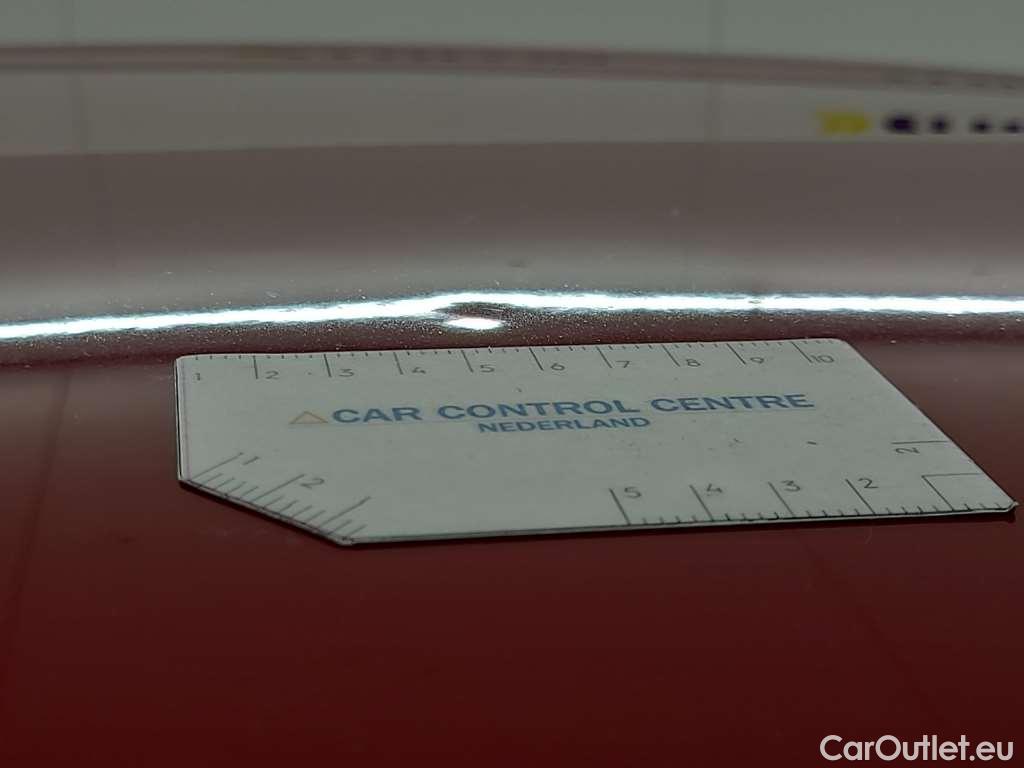 1 2 3 4 5 6 7 8 9 10
CAR CONTROL CENTRE
NEDERLAND
1 2
5 4 3 2
2
CarOutlet.eu